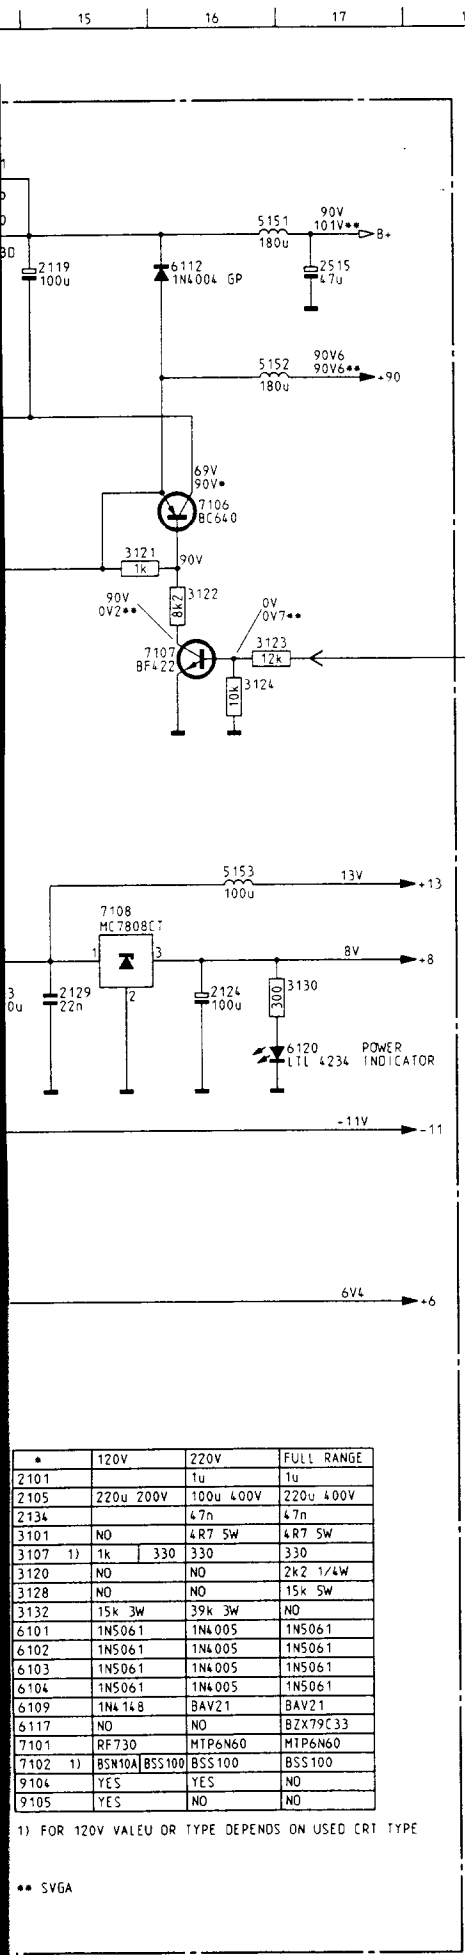 15 16 17
90V
5151 101V** B+
180u
2119 6112 2515
100u 1N4004 GP 47u
90V6
5152 90V6** +90
180u
69V
90V*
7106
BC640
3121 90V
1k
3122
8k2
90V 0V
0V2** 0V7**
7107 3123
BF422 12k
3124
10k
5153 13V +13
100u
7108
MC7808CT
1 3 8V +8
2
3 2129 2124 3130
0u 22n 100u 300
6120 POWER
LTL 4234 INDICATOR
-11V -11
6V4 +6
* 120V 220V FULL RANGE
2101 1u 1u
2105 220u 200V 100u 400V 220u 400V
2134 47n 47n
3101 NO 4R7 5W 4R7 5W
3107 1) 1k 330 330 330
3120 NO NO 2k2 1/4W
3128 NO NO 15k 5W
3132 15k 3W 39k 3W NO
6101 1N5061 1N4005 1N5061
6102 1N5061 1N4005 1N5061
6103 1N5061 1N4005 1N5061
6104 1N5061 1N4005 1N5061
6109 1N4148 BAV21 BAV21
6117 NO NO BZX79C33
7101 RF730 MTP6N60 MTP6N60
7102 1) BSN10A BSS100 BSS100 BSS100
9104 YES YES NO
9105 YES NO NO
1) FOR 120V VALEU OR TYPE DEPENDS ON USED CRT TYPE
** SVGA